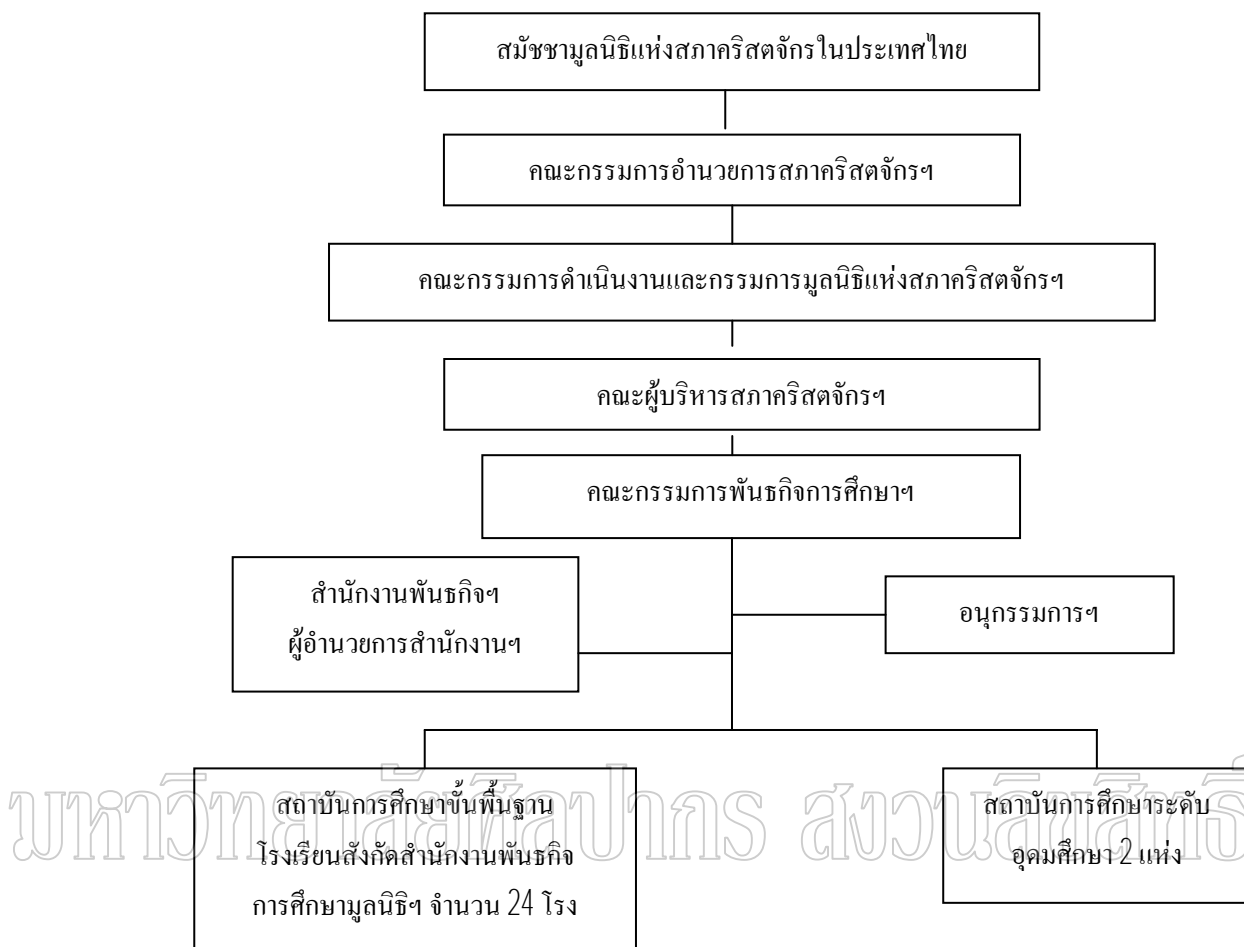 สมัชชามูลนิธิแห่งสภาคริสตจักรในประเทศไทย
คณะกรรมการอำนวยการสภาคริสตจักรฯ
คณะกรรมการดำเนินงานและกรรมการมูลนิธิแห่งสภาคริสตจักรฯ
คณะผู้บริหารสภาคริสตจักรฯ
คณะกรรมการพันธกิจการศึกษาฯ
สำนักงานพันธกิจฯ
ผู้อำนวยการสำนักงานฯ
อนุกรรมการฯ
สถาบันการศึกษาขั้นพื้นฐาน
โรงเรียนสังกัดสำนักงานพันธกิจ
การศึกษามูลนิธิฯ จำนวน 24 โรง
สถาบันการศึกษาระดับ
อุดมศึกษา 2 แห่ง
มหาวิทยาลัยศิลปากร สงวนลิขสิทธิ์